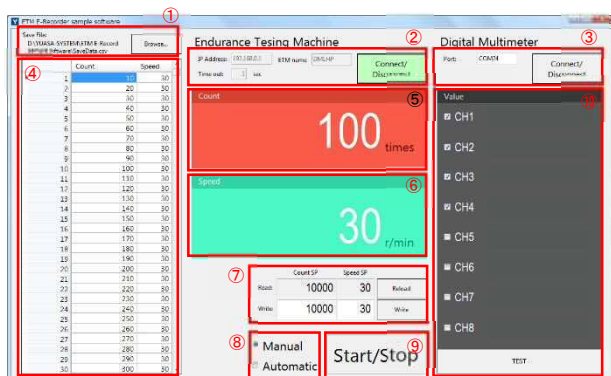 ETM E-Recorder sample software
①
Save File:
D:\YUASA-SYSTEM\ETM E-Record
Software\SaveData.csv
Browse...
Endurance Tesing Machine
②
IP Address:
ETM name:
Time out:
1
sec
Connect/
Disconnect
Digital Multimeter
③
Port:
COM24
Connect/
Disconnect
④
Count Speed
1 10 30
2 20 30
3 30 30
4 40 30
5 50 30
6 60 30
7 70 30
8 80 30
9 90 30
10 100 30
11 110 30
12 120 30
13 130 30
14 140 30
15 150 30
16 160 30
17 170 30
18 180 30
19 190 30
20 200 30
21 210 30
22 220 30
23 230 30
24 240 30
25 250 30
26 260 30
27 270 30
28 280 30
29 290 30
30 300 30
Count
⑤
100 times
Speed
⑥
30 r/min
⑦
Count SP Speed SP
Read: 10000 30 Reload
Write: 10000 30 Write
⑧
Manual
Automatic
Start/Stop
⑨
Value
⑩
CH1
CH2
CH3
CH4
CH5
CH6
CH7
CH8
TEST